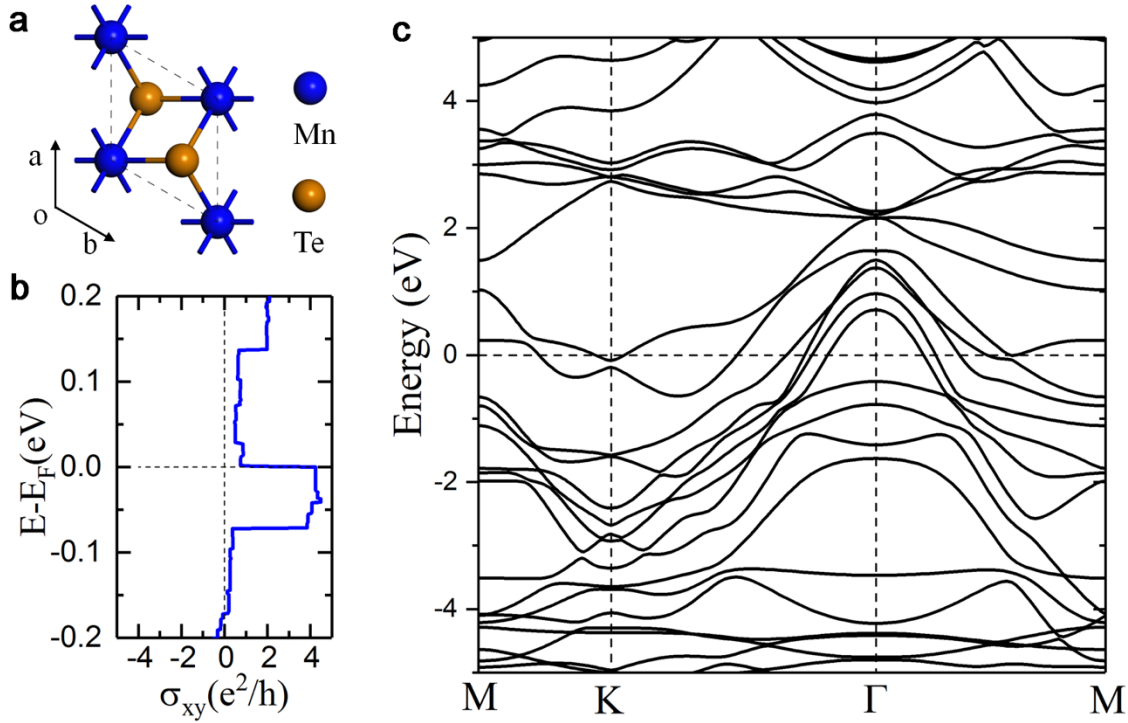 a
Mn
Te
a
o
b
b
0.2
0.1
0.0
-0.1
-0.2
E-E_F(eV)
-4 -2 0 2 4
σ_xy(e²/h)
c
4
2
0
-2
-4
Energy (eV)
M K Γ M